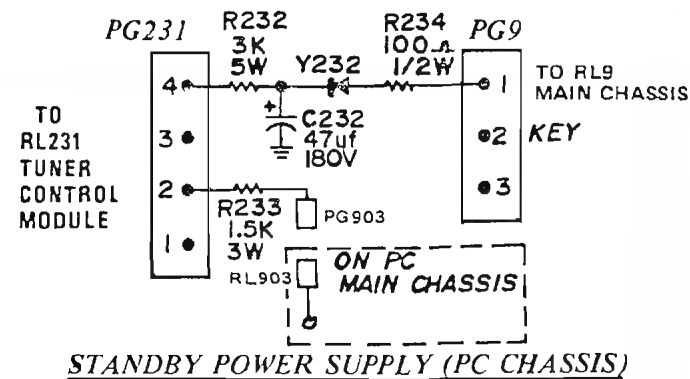 PG231
R232
3K
5W
Y232
R234
100Ω
1/2W
PG9
4
+
C232
47uf
180V
1
TO RL9
MAIN CHASSIS
TO
RL231
TUNER
CONTROL
MODULE
3
2 KEY
2
R233
1.5K
3W
PG903
3
1
RL903
ON PC
MAIN CHASSIS
STANDBY POWER SUPPLY (PC CHASSIS)